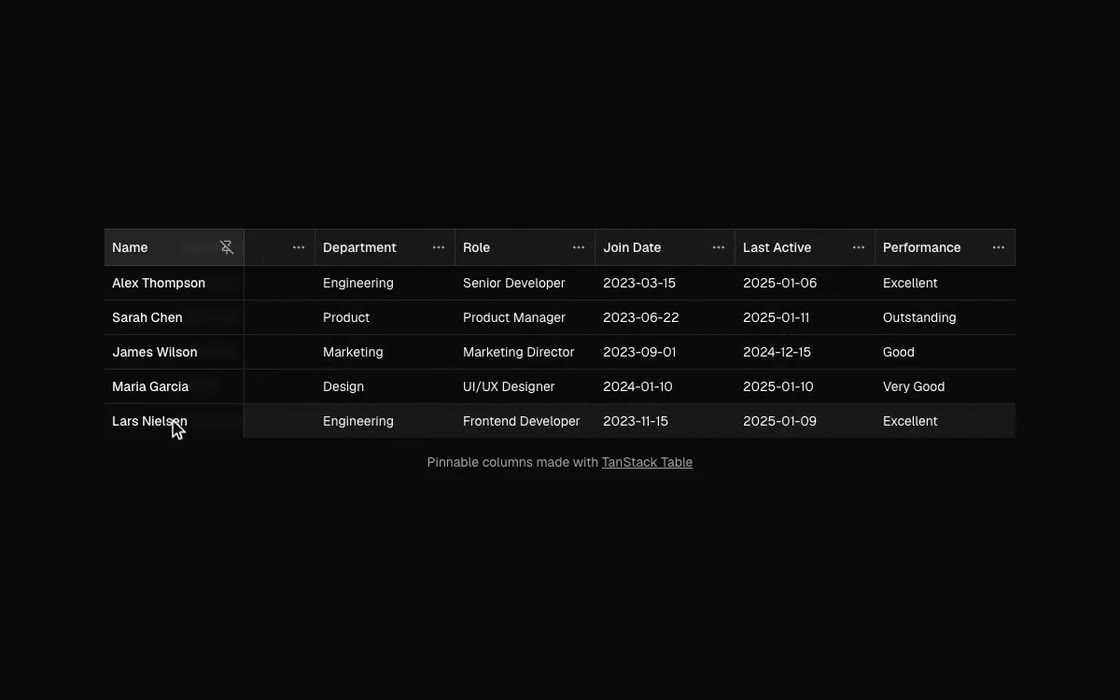 Name Department Role Join Date Last Active Performance
Alex Thompson Engineering Senior Developer 2023-03-15 2025-01-06 Excellent
Sarah Chen Product Product Manager 2023-06-22 2025-01-11 Outstanding
James Wilson Marketing Marketing Director 2023-09-01 2024-12-15 Good
Maria Garcia Design UI/UX Designer 2024-01-10 2025-01-10 Very Good
Lars Nielsen Engineering Frontend Developer 2023-11-15 2025-01-09 Excellent
Pinnable columns made with TanStack Table